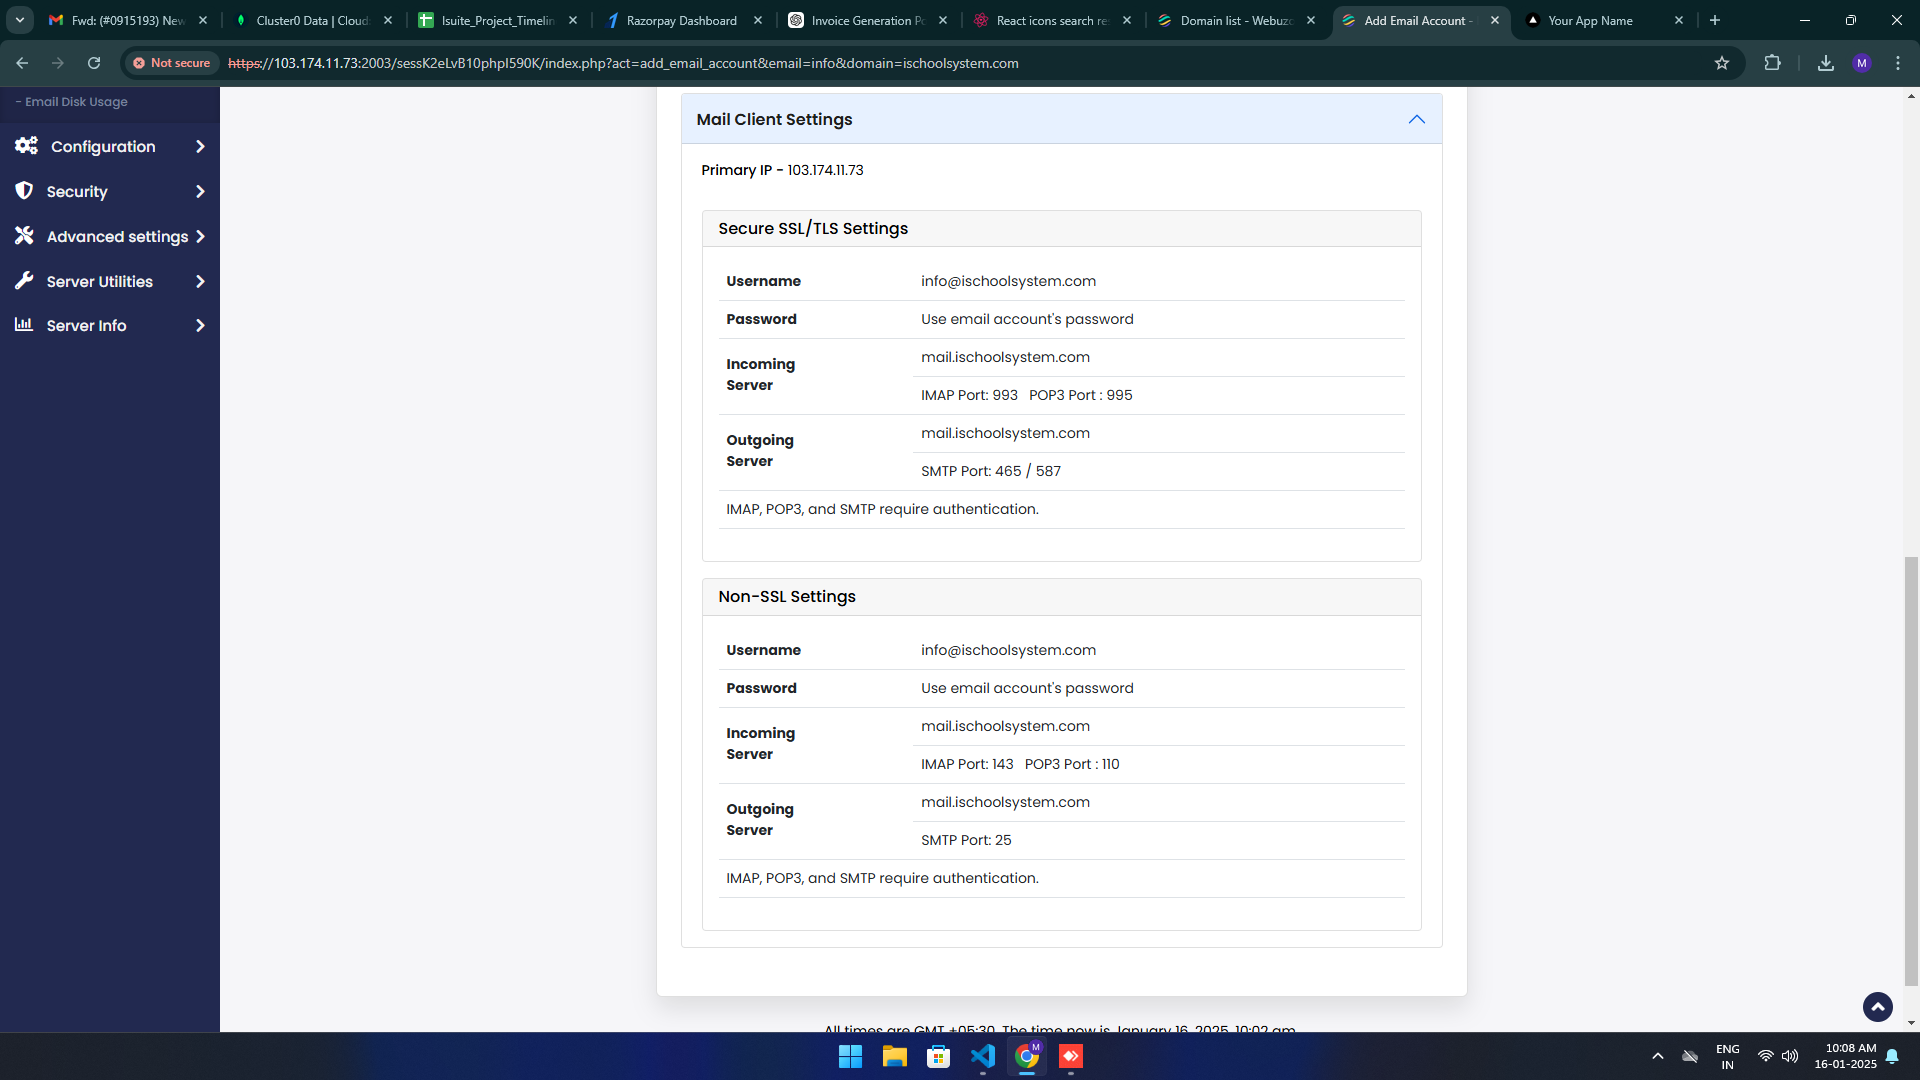 Fwd: (#0915193) New
Cluster0 Data | Cloud
Isuite_Project_Timelin
Razorpay Dashboard
Invoice Generation Po
React icons search re
Domain list - Webuzo
Add Email Account -
Your App Name
Not secure
https://103.174.11.73:2003/sessK2eLvB10phpI590K/index.php?act=add_email_account&email=info&domain=ischoolsystem.com
M
- Email Disk Usage
Configuration
Security
Advanced settings
Server Utilities
Server Info
Mail Client Settings
Primary IP - 103.174.11.73
Secure SSL/TLS Settings
Username info@ischoolsystem.com
Password Use email account's password
Incoming Server
mail.ischoolsystem.com
IMAP Port: 993 POP3 Port : 995
Outgoing Server
mail.ischoolsystem.com
SMTP Port: 465 / 587
IMAP, POP3, and SMTP require authentication.
Non-SSL Settings
Username info@ischoolsystem.com
Password Use email account's password
Incoming Server
mail.ischoolsystem.com
IMAP Port: 143 POP3 Port : 110
Outgoing Server
mail.ischoolsystem.com
SMTP Port: 25
IMAP, POP3, and SMTP require authentication.
All times are GMT +05:30. The time now is January 16, 2025, 10:02 am.
M
ENG
IN
10:08 AM
16-01-2025